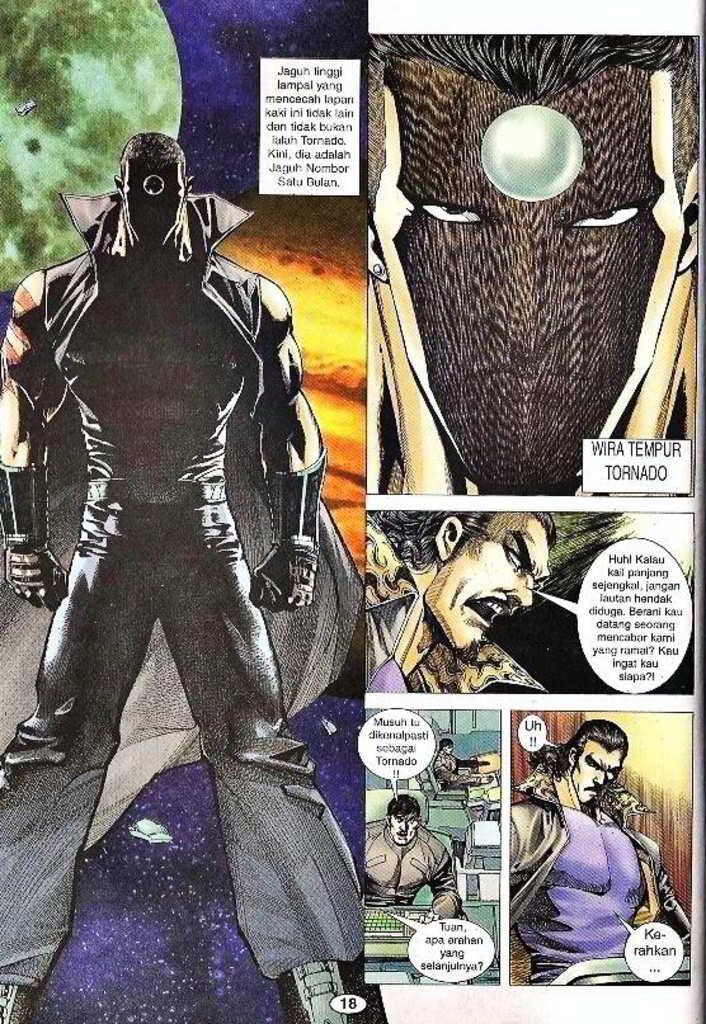 Jaguh tinggi
lampai yang
mencecah lapan
kaki ini tidak lain
dan tidak bukan
ialah Tornado.
Kini, dia adalah
Jaguh Nombor
Satu Bulan.
WIRA TEMPUR
TORNADO
Huh! Kalau
kail panjang
sejengkal, jangan
lautan hendak
diduga. Berani kau
datang seorang
mencabar kami
yang ramai? Kau
ingat kau
siapa?!
Musuh tu
dikenalpasti
sebagai
Tornado
!!
Tuan,
apa arahan
yang
selanjutnya?
Uh
!!
Ke-
rahkan
...
18